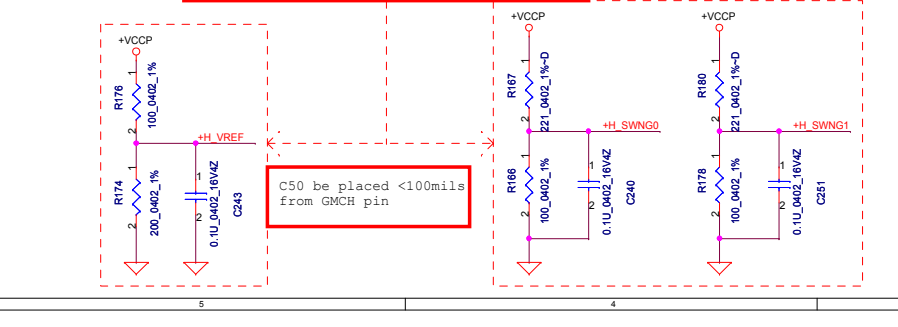 +VCCP
R176
100_0402_1%
1
2
+H_VREF
R174
200_0402_1%
1
2
1
2
0.1U_0402_16V4Z
C243
C50 be placed <100mils
from GMCH pin
+VCCP
R167
221_0402_1%~D
1
2
+H_SWNG0
R166
100_0402_1%
1
2
1
2
0.1U_0402_16V4Z
C240
+VCCP
R180
221_0402_1%~D
1
2
+H_SWNG1
R178
100_0402_1%
1
2
1
2
0.1U_0402_16V4Z
C251
5
4